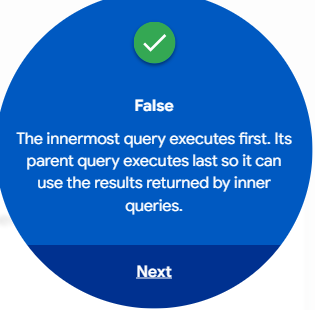 False
The innermost query executes first. Its
parent query executes last so it can
use the results returned by inner
queries.
Next